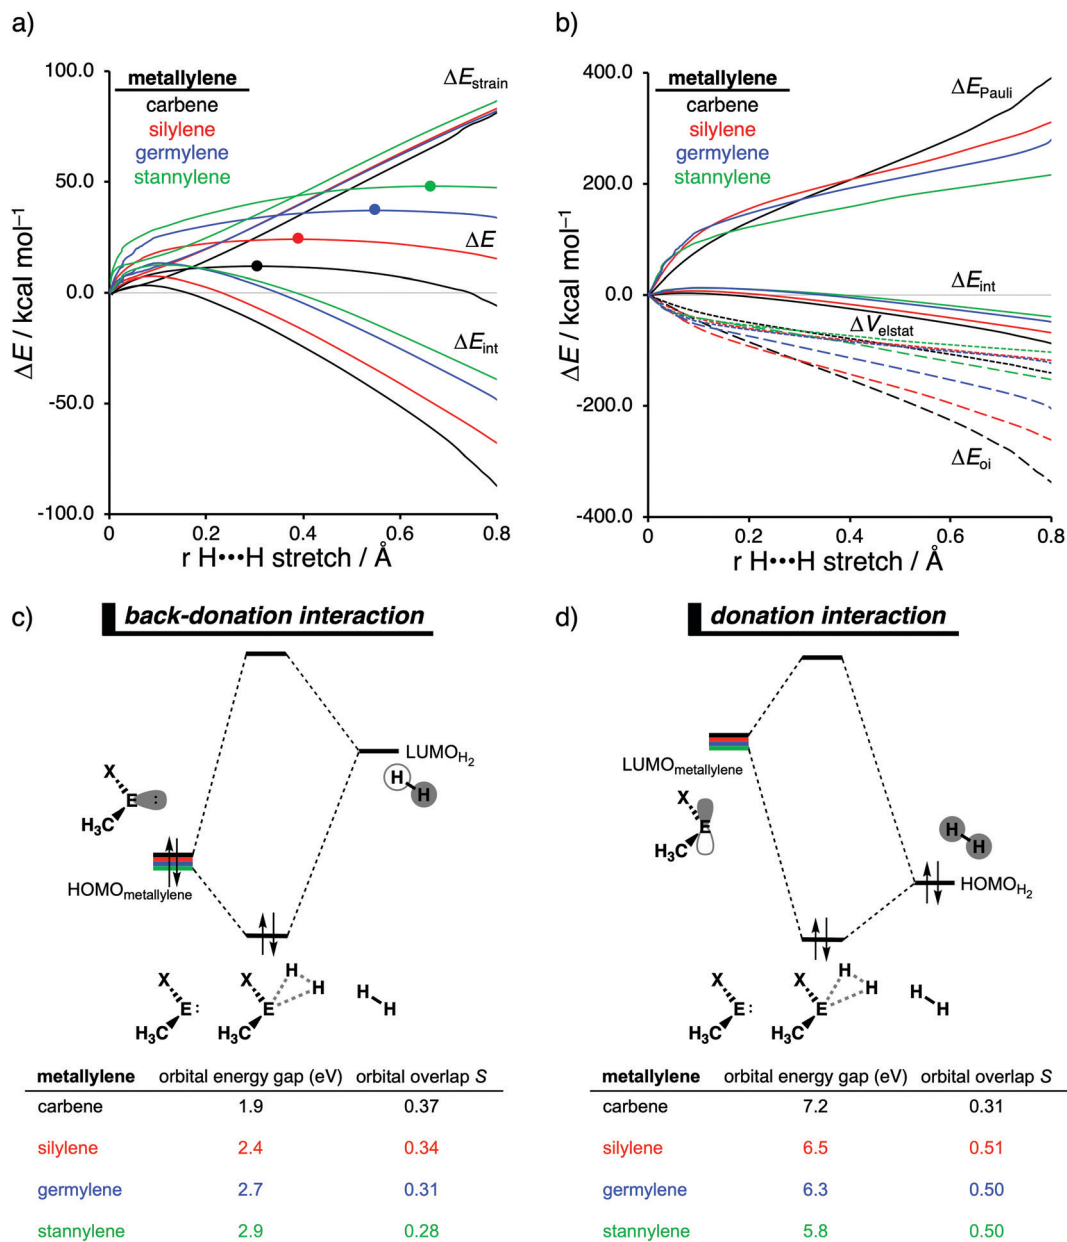 a)
metallylene
carbene
silylene
germylene
stannylene
ΔE / kcal mol⁻¹
100.0
50.0
0.0
-50.0
-100.0
ΔEstrain
ΔE
ΔEint
0
0.2
0.4
0.6
0.8
r H•••H stretch / Å
b)
metallylene
carbene
silylene
germylene
stannylene
ΔE / kcal mol⁻¹
400.0
200.0
0.0
-200.0
-400.0
ΔEPauli
ΔEint
ΔVelstat
ΔEoi
0
0.2
0.4
0.6
0.8
r H•••H stretch / Å
c)
back-donation interaction
LUMOH2
H
H
X
E :
H3C
HOMOmetallylene
X H
E : H H
H3C E H
H3C
metallylene orbital energy gap (eV) orbital overlap S
carbene 1.9 0.37
silylene 2.4 0.34
germylene 2.7 0.31
stannylene 2.9 0.28
d)
donation interaction
LUMOmetallylene
X
E
H3C
H
H
HOMOH2
X H
E : H H
H3C E H
H3C
metallylene orbital energy gap (eV) orbital overlap S
carbene 7.2 0.31
silylene 6.5 0.51
germylene 6.3 0.50
stannylene 5.8 0.50